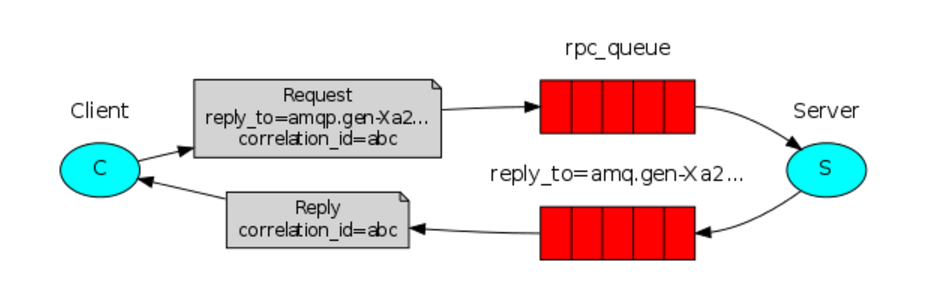 rpc_queue
Client
Request
reply_to=amqp.gen-Xa2...
correlation_id=abc
Server
C
S
reply_to=amq.gen-Xa2...
Reply
correlation_id=abc